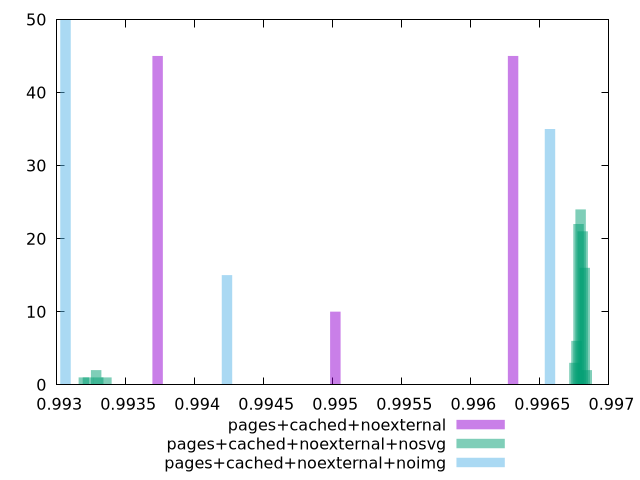 50
40
30
20
10
0
0.993 0.9935 0.994 0.9945 0.995 0.9955 0.996 0.9965 0.997
pages+cached+noexternal
pages+cached+noexternal+nosvg
pages+cached+noexternal+noimg